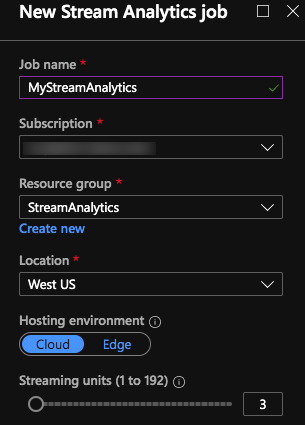 New Stream Analytics job
Job name *
MyStreamAnalytics
Subscription *
Resource group *
StreamAnalytics
Create new
Location *
West US
Hosting environment
Cloud Edge
Streaming units (1 to 192)
3